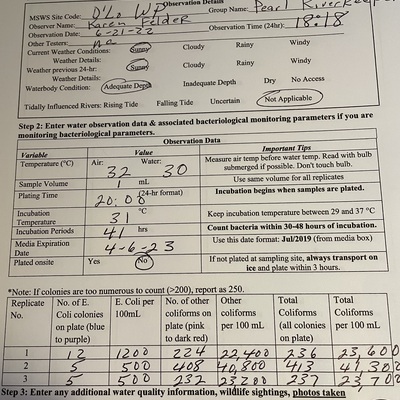 Observation Details
MSWS Site Code: O'Lo WP Group Name: Pearl Riverkeeper
Observer Name: Karen Felder Observation Time (24hr): 18:18
Observation Date: 6-21-22
Other Testers: na
Current Weather Conditions: Sunny Cloudy Rainy Windy
Weather Details:
Weather previous 24-hr: Sunny Cloudy Rainy Windy
Weather Details:
Waterbody Condition: Adequate Depth Inadequate Depth Dry No Access
Tidally Influenced Rivers: Rising Tide Falling Tide Uncertain Not Applicable
Step 2: Enter water observation data & associated bacteriological monitoring parameters if you are
monitoring bacteriological parameters.
Observation Data
Variable Value Important Tips
Temperature (°C) Air: 32 Water: 30 Measure air temp before water temp. Read with bulb
submerged if possible. Don't touch bulb.
Sample Volume 1 mL Use same volume for all replicates
Plating Time 20:00 (24-hr format) Incubation begins when samples are plated.
Incubation
Temperature 31 °C Keep incubation temperature between 29 and 37 °C
Incubation Periods 41 hrs Count bacteria within 30-48 hours of incubation.
Media Expiration
Date 4-6-23 Use this date format: Jul/2019 (from media box)
Plated onsite Yes No If not plated at sampling site, always transport on
ice and plate within 3 hours.
*Note: If colonies are too numerous to count (>200), report as 250.
Replicate
No. No. of E.
Coli colonies
on plate (blue
to purple) E. Coli per
100mL No. of other
coliforms on
plate (pink
to dark red) Other
coliforms
per 100 mL Total
Coliforms
(all colonies
on plate) Total
Coliforms
per 100 mL
1 12 1200 224 22,400 236 23,600
2 5 500 408 40,800 413 41,300
3 5 500 232 23200 237 23,700
Step 3: Enter any additional water quality information, wildlife sightings, photos taken